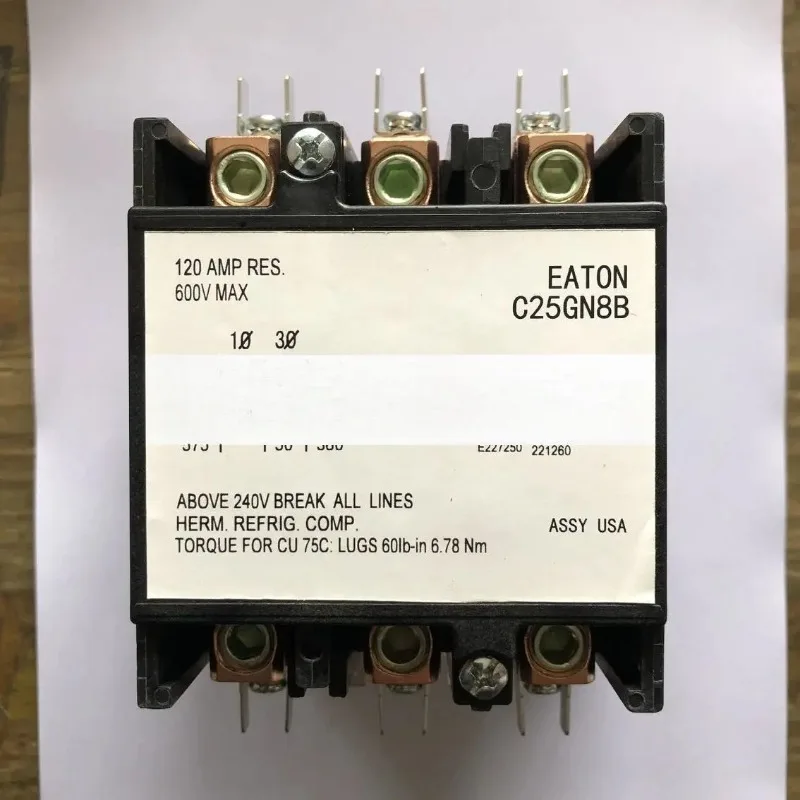 120 AMP RES.
600V MAX
EATON
C25GN8B
1Ø 3Ø
E227250 221260
ABOVE 240V BREAK ALL LINES
HERM. REFRIG. COMP.
ASSY USA
TORQUE FOR CU 75C: LUGS 60lb-in 6.78 Nm